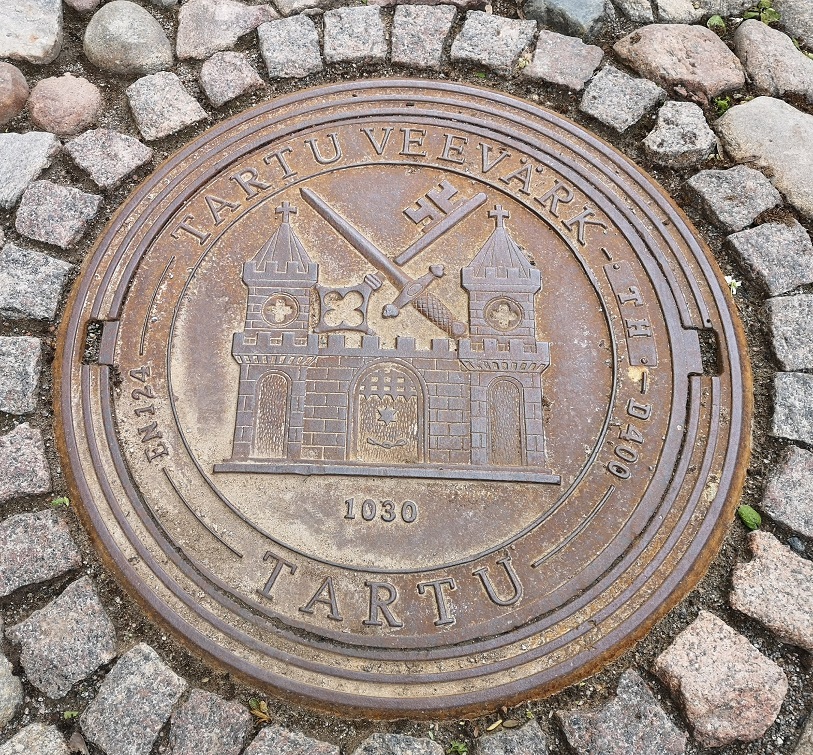 TARTU VEEVÄRK
TH
D400
EN124
1030
TARTU